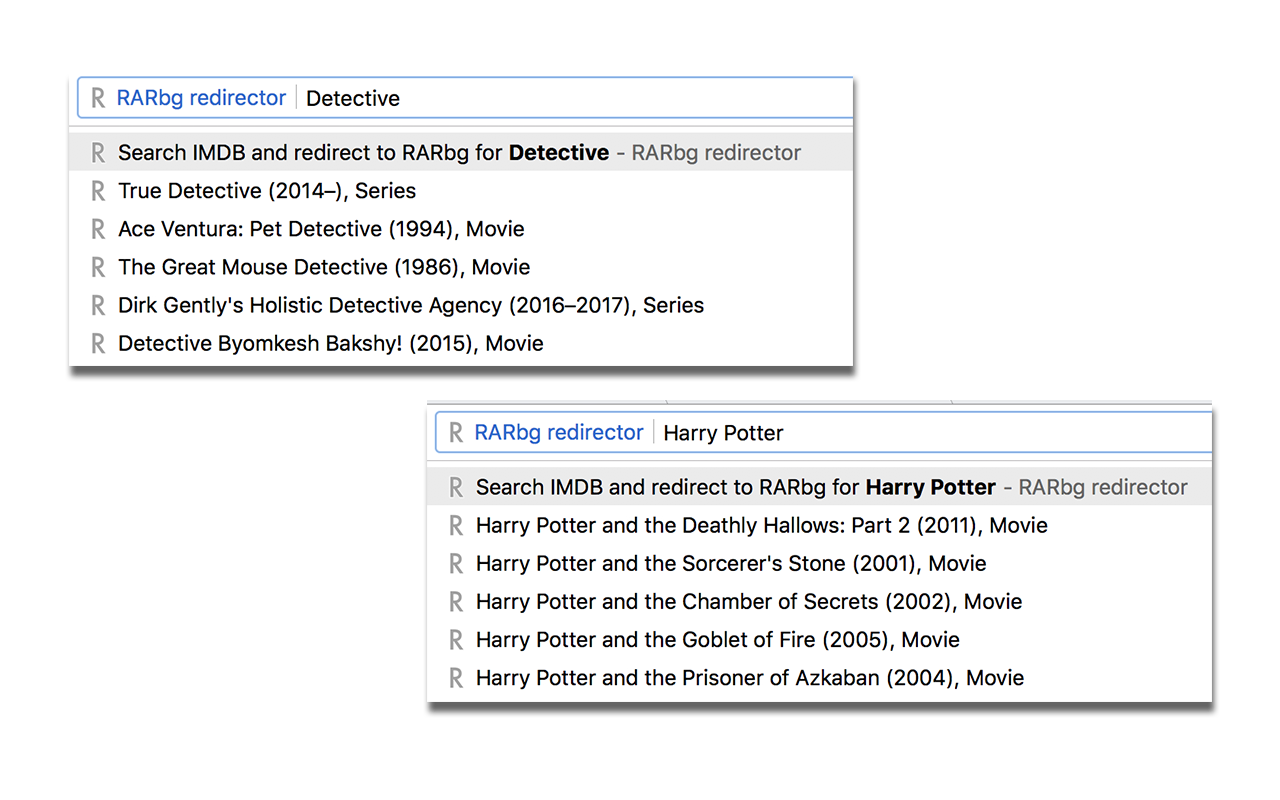 R RARbg redirector Detective
R Search IMDB and redirect to RARbg for Detective - RARbg redirector
R True Detective (2014–), Series
R Ace Ventura: Pet Detective (1994), Movie
R The Great Mouse Detective (1986), Movie
R Dirk Gently's Holistic Detective Agency (2016–2017), Series
R Detective Byomkesh Bakshy! (2015), Movie
R RARbg redirector Harry Potter
R Search IMDB and redirect to RARbg for Harry Potter - RARbg redirector
R Harry Potter and the Deathly Hallows: Part 2 (2011), Movie
R Harry Potter and the Sorcerer's Stone (2001), Movie
R Harry Potter and the Chamber of Secrets (2002), Movie
R Harry Potter and the Goblet of Fire (2005), Movie
R Harry Potter and the Prisoner of Azkaban (2004), Movie